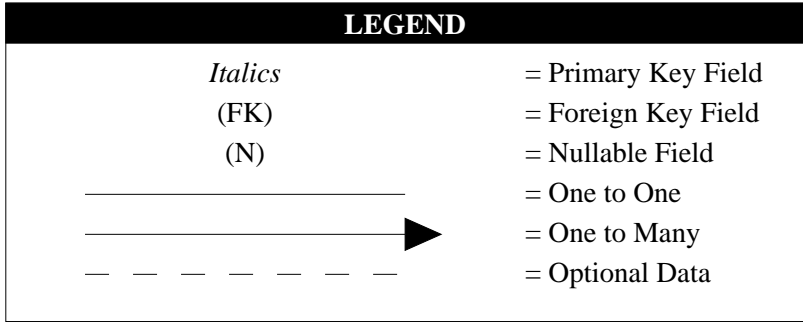 LEGEND
Italics = Primary Key Field
(FK) = Foreign Key Field
(N) = Nullable Field
= One to One
= One to Many
= Optional Data